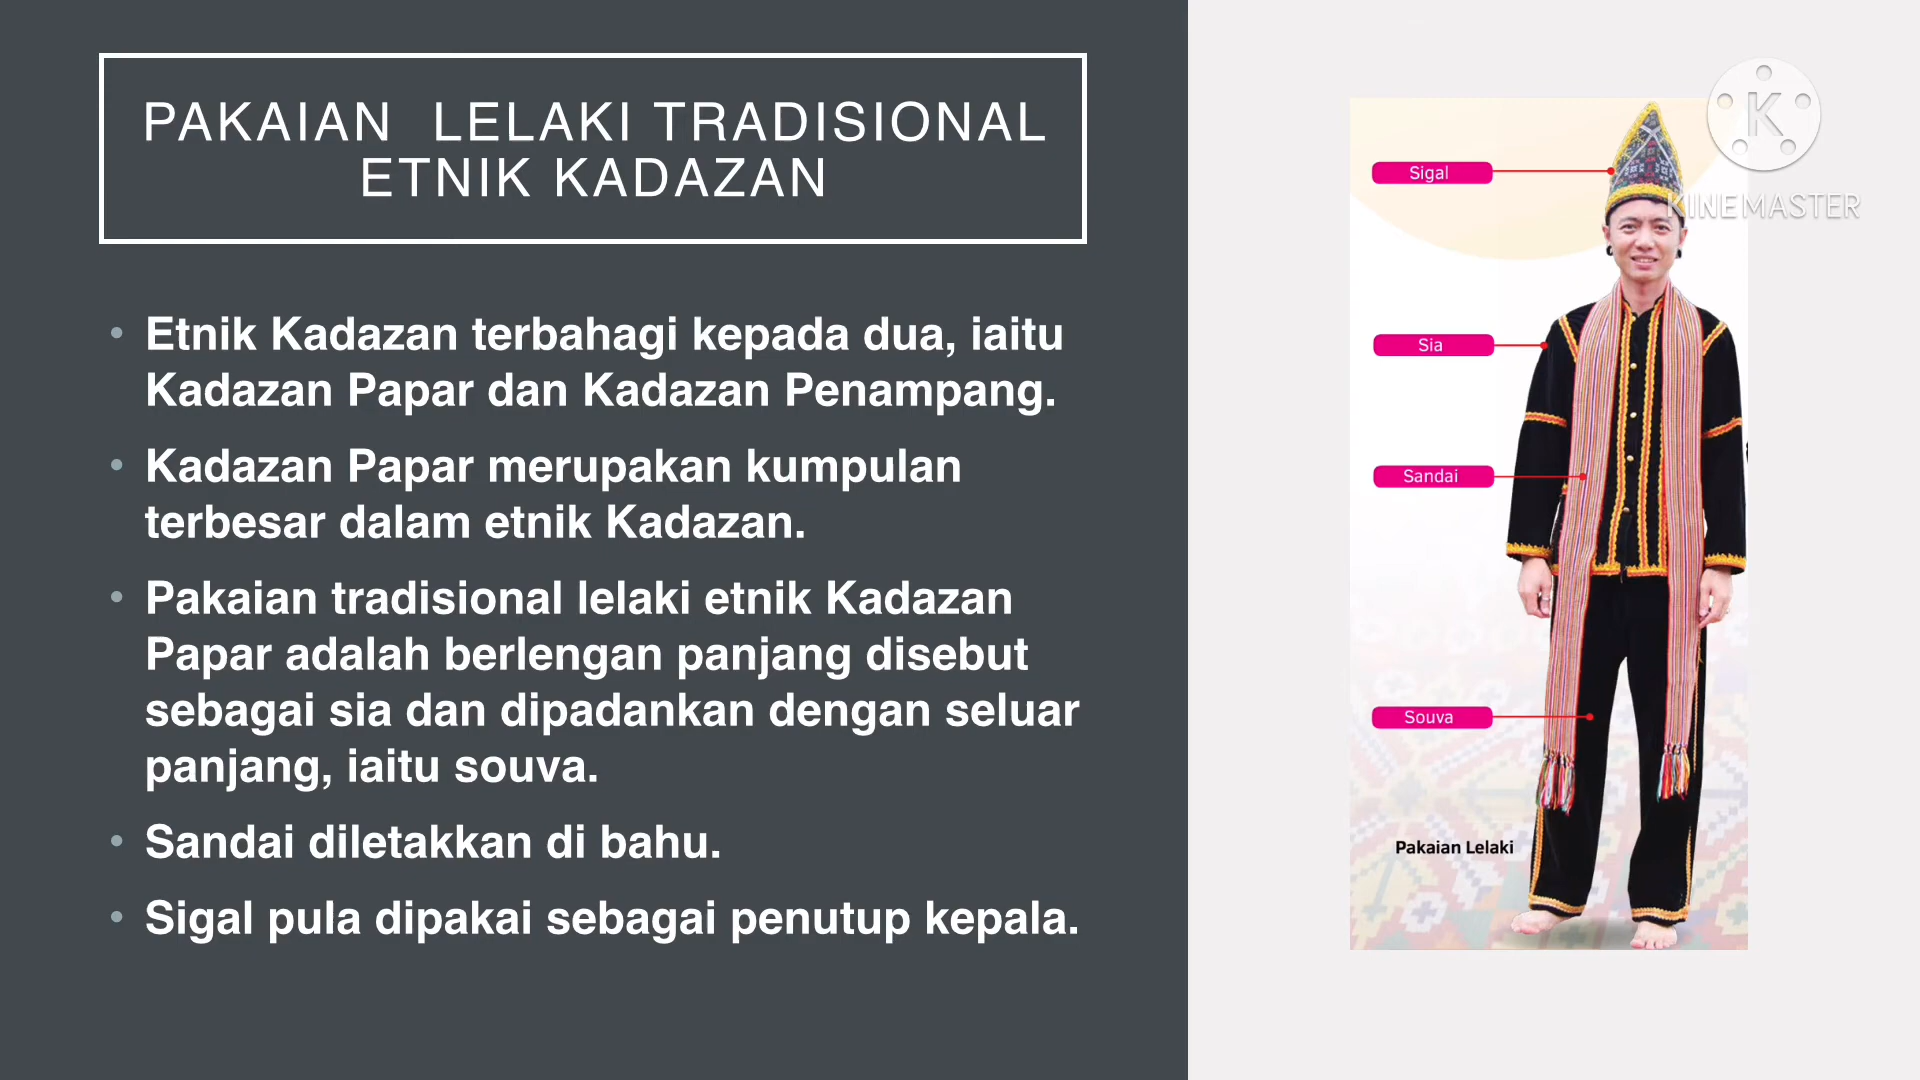 PAKAIAN LELAKI TRADISIONAL
ETNIK KADAZAN
• Etnik Kadazan terbahagi kepada dua, iaitu
Kadazan Papar dan Kadazan Penampang.
• Kadazan Papar merupakan kumpulan
terbesar dalam etnik Kadazan.
• Pakaian tradisional lelaki etnik Kadazan
Papar adalah berlengan panjang disebut
sebagai sia dan dipadankan dengan seluar
panjang, iaitu souva.
• Sandai diletakkan di bahu.
• Sigal pula dipakai sebagai penutup kepala.
Sigal
Sia
Sandai
Souva
Pakaian Lelaki
K
KINEMASTER